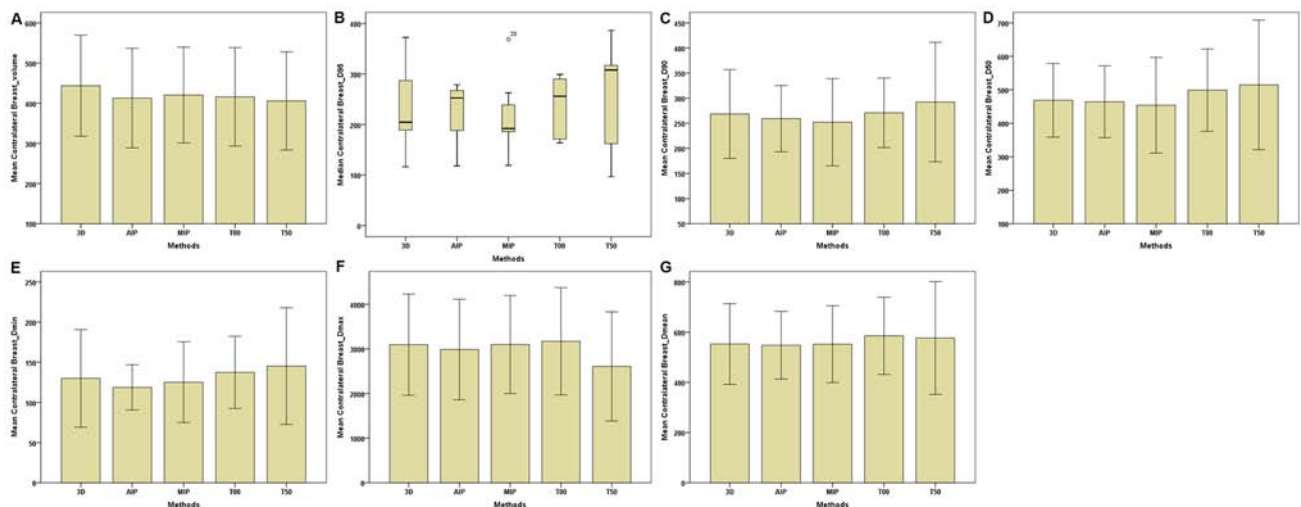 A
Mean Contralateral Breast_volume
600
500
400
300
200
100
3D AIP MIP T00 T50
Methods
B
Median Contralateral Breast_D95
400
300
200
100
0
3D AIP MIP T00 T50
Methods
C
Mean Contralateral Breast_D90
450
400
350
300
250
200
150
100
50
3D AIP MIP T00 T50
Methods
D
700
600
500
400
300
200
100
3D AIP MIP T00 T50
Methods
E
Mean Contralateral Breast_Dmin
250
200
150
100
50
0
3D AIP MIP T00 T50
Methods
F
Mean Contralateral Breast_Dmax
4000
3000
2000
1000
0
3D AIP MIP T00 T50
Methods
G
Mean Contralateral Breast_Dmean
800
600
400
200
0
3D AIP MIP T00 T50
Methods